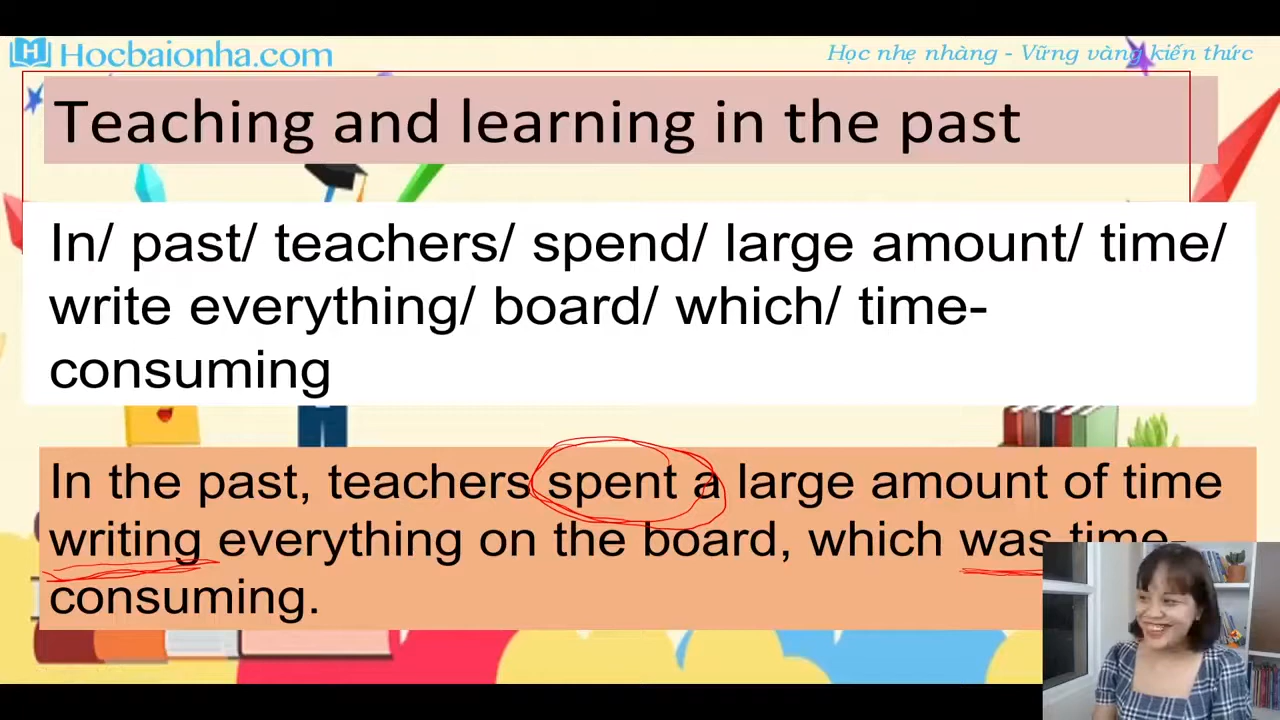 Hocbaionha.com
Học nhẹ nhàng - Vững vàng kiến thức
Teaching and learning in the past
In/ past/ teachers/ spend/ large amount/ time/
write everything/ board/ which/ time-
consuming
In the past, teachers spent a large amount of time
writing everything on the board, which was time-
consuming.